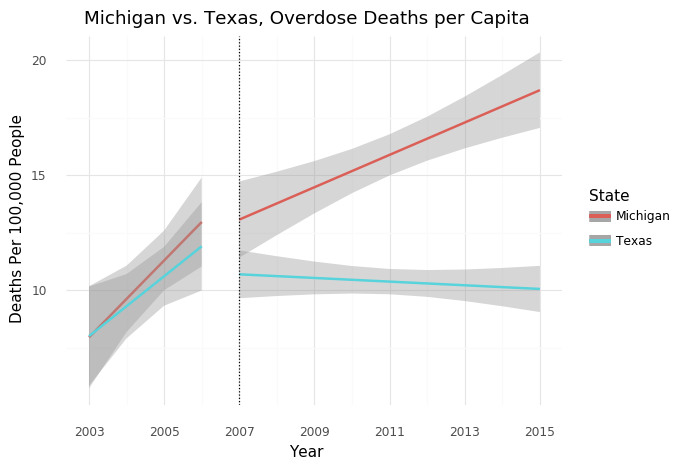 Michigan vs. Texas, Overdose Deaths per Capita
20
15
10
Deaths Per 100,000 People
2003 2005 2007 2009 2011 2013 2015
Year
State
Michigan
Texas